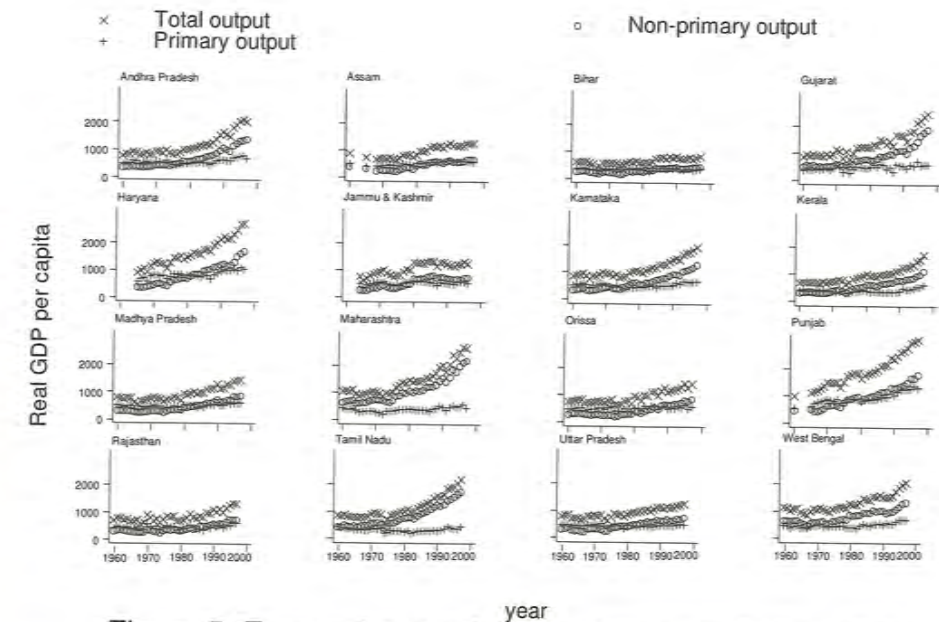 × Total output
+ Primary output
o Non-primary output
Andhra Pradesh Assam Bihar Gujarat
2000
1000
0
Haryana Jammu & Kashmir Karnataka Kerala
2000
1000
0
Madhya Pradesh Maharashtra Orissa Punjab
2000
1000
0
Rajasthan Tamil Nadu Uttar Pradesh West Bengal
2000
1000
0
1960 1970 1980 1990 2000 1960 1970 1980 1990 2000 1960 1970 1980 1990 2000 1960 1970 1980 1990 2000
Real GDP per capita
year